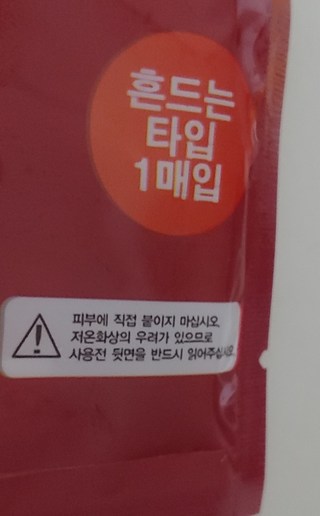 흔드는
타입
1매입
피부에 직접 붙이지 마십시오.
저온화상의 우려가 있으므로
사용전 뒷면을 반드시 읽어주십시오.